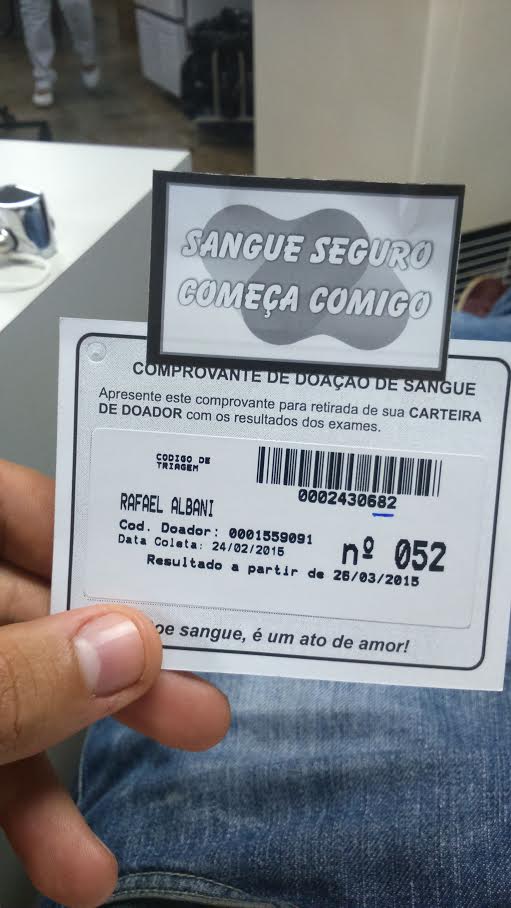 SANGUE SEGURO
COMEÇA COMIGO
COMPROVANTE DE DOAÇÃO DE SANGUE
Apresente este comprovante para retirada de sua CARTEIRA
DE DOADOR com os resultados dos exames.
CODIGO DE
TRIAGEM
0002430682
RAFAEL ALBANI
Cod. Doador: 0001559091
Data Coleta: 24/02/2015
nº 052
Resultado a partir de 26/03/2015
oe sangue, é um ato de amor!